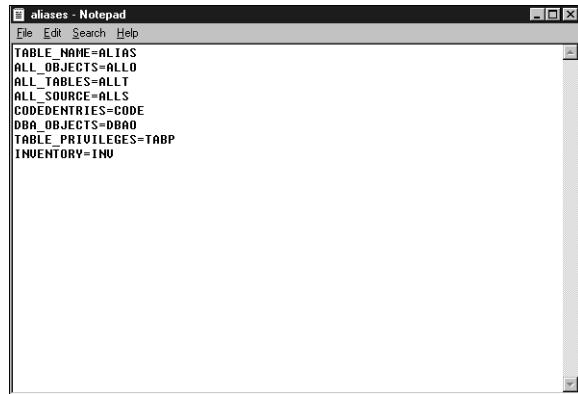 aliases - Notepad
File Edit Search Help
TABLE_NAME=ALIAS
ALL_OBJECTS=ALLO
ALL_TABLES=ALLT
ALL_SOURCE=ALLS
CODEDENTRIES=CODE
DBA_OBJECTS=DBAO
TABLE_PRIVILEGES=TABP
INVENTORY=INV